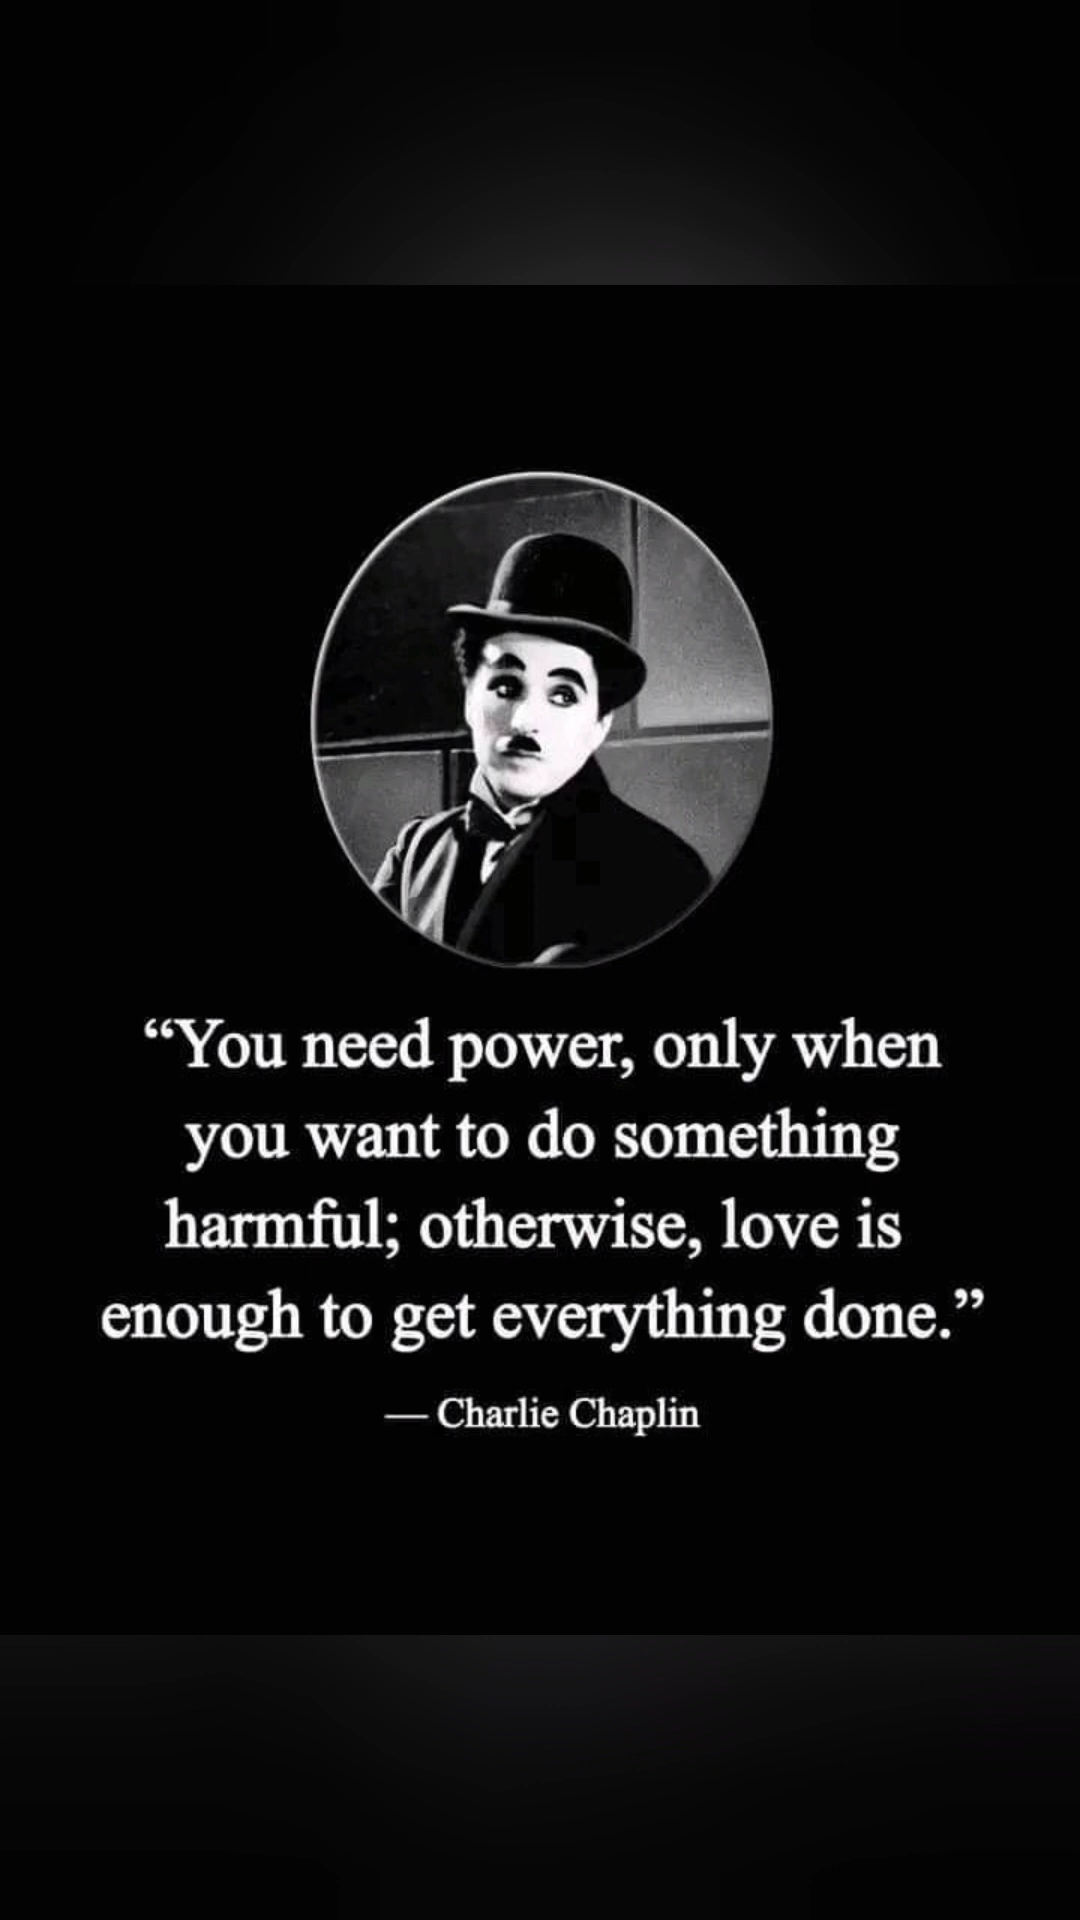 “You need power, only when
you want to do something
harmful; otherwise, love is
enough to get everything done.”
— Charlie Chaplin